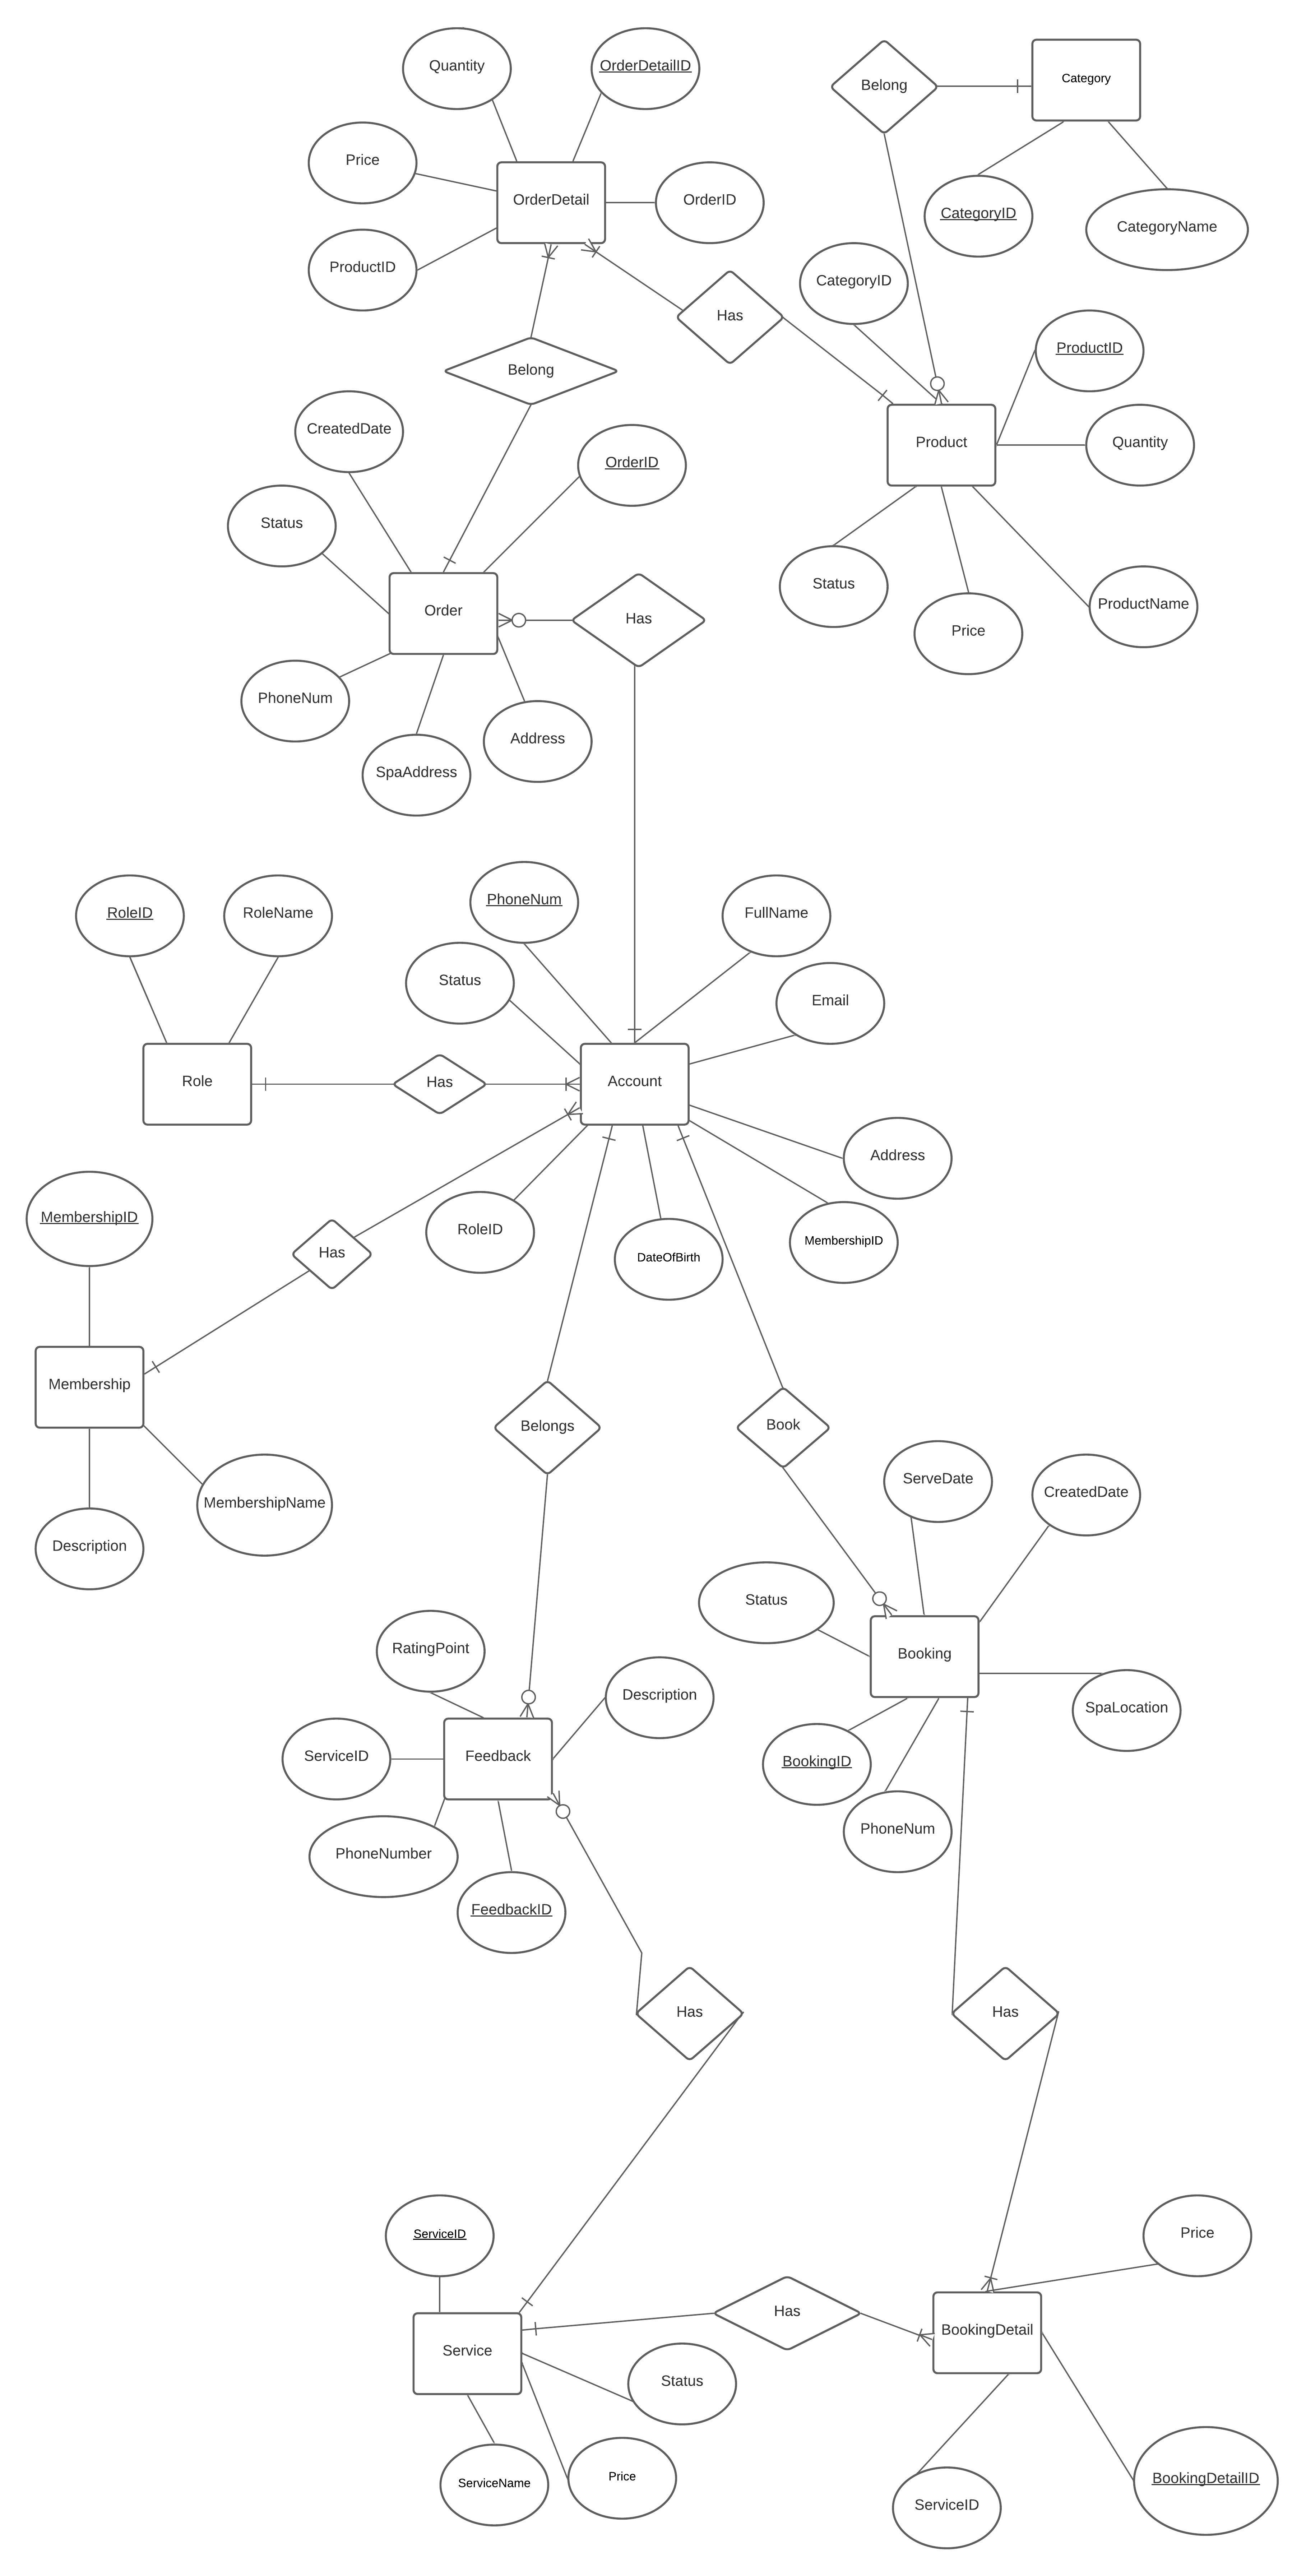 Quantity
OrderDetailID
Belong
Category
Price
OrderDetail
OrderID
CategoryID
CategoryName
ProductID
CategoryID
Has
ProductID
Belong
CreatedDate
OrderID
Product
Quantity
Status
Status
Price
ProductName
Order
Has
PhoneNum
SpaAddress
Address
RoleID
RoleName
PhoneNum
FullName
Status
Email
Role
Has
Account
Address
MembershipID
RoleID
DateOfBirth
MembershipID
Has
Membership
Belongs
Book
MembershipName
Description
ServeDate
CreatedDate
Status
RatingPoint
Booking
Description
SpaLocation
ServiceID
Feedback
BookingID
PhoneNumber
PhoneNum
FeedbackID
Has
Has
ServiceID
Price
Has
BookingDetail
Service
Status
ServiceName
Price
ServiceID
BookingDetailID